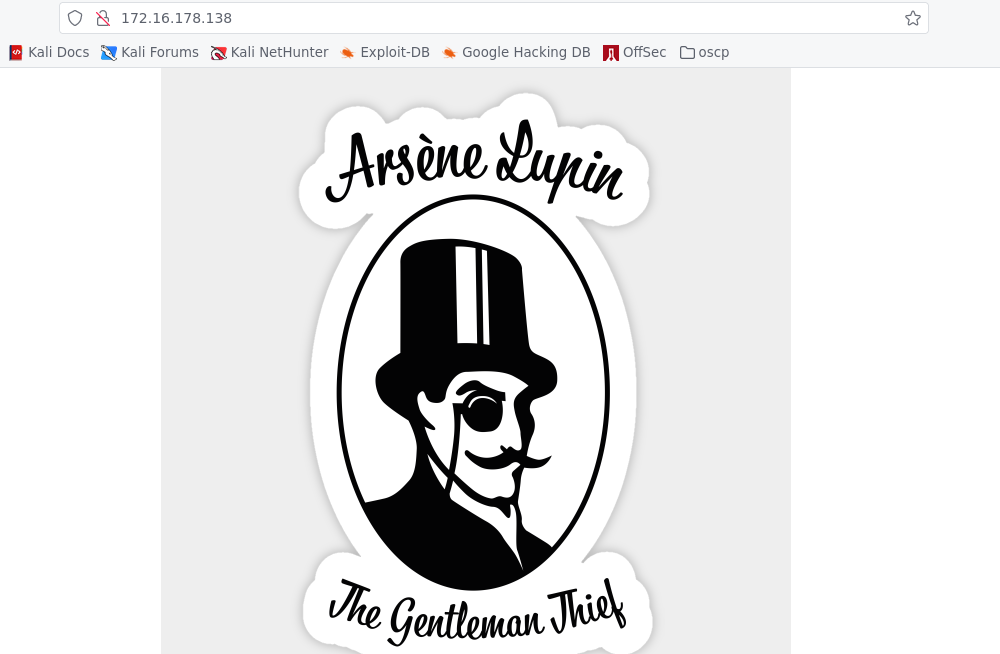 172.16.178.138
Kali Docs Kali Forums Kali NetHunter Exploit-DB Google Hacking DB OffSec oscp
Arsène Lupin
The Gentleman Thief